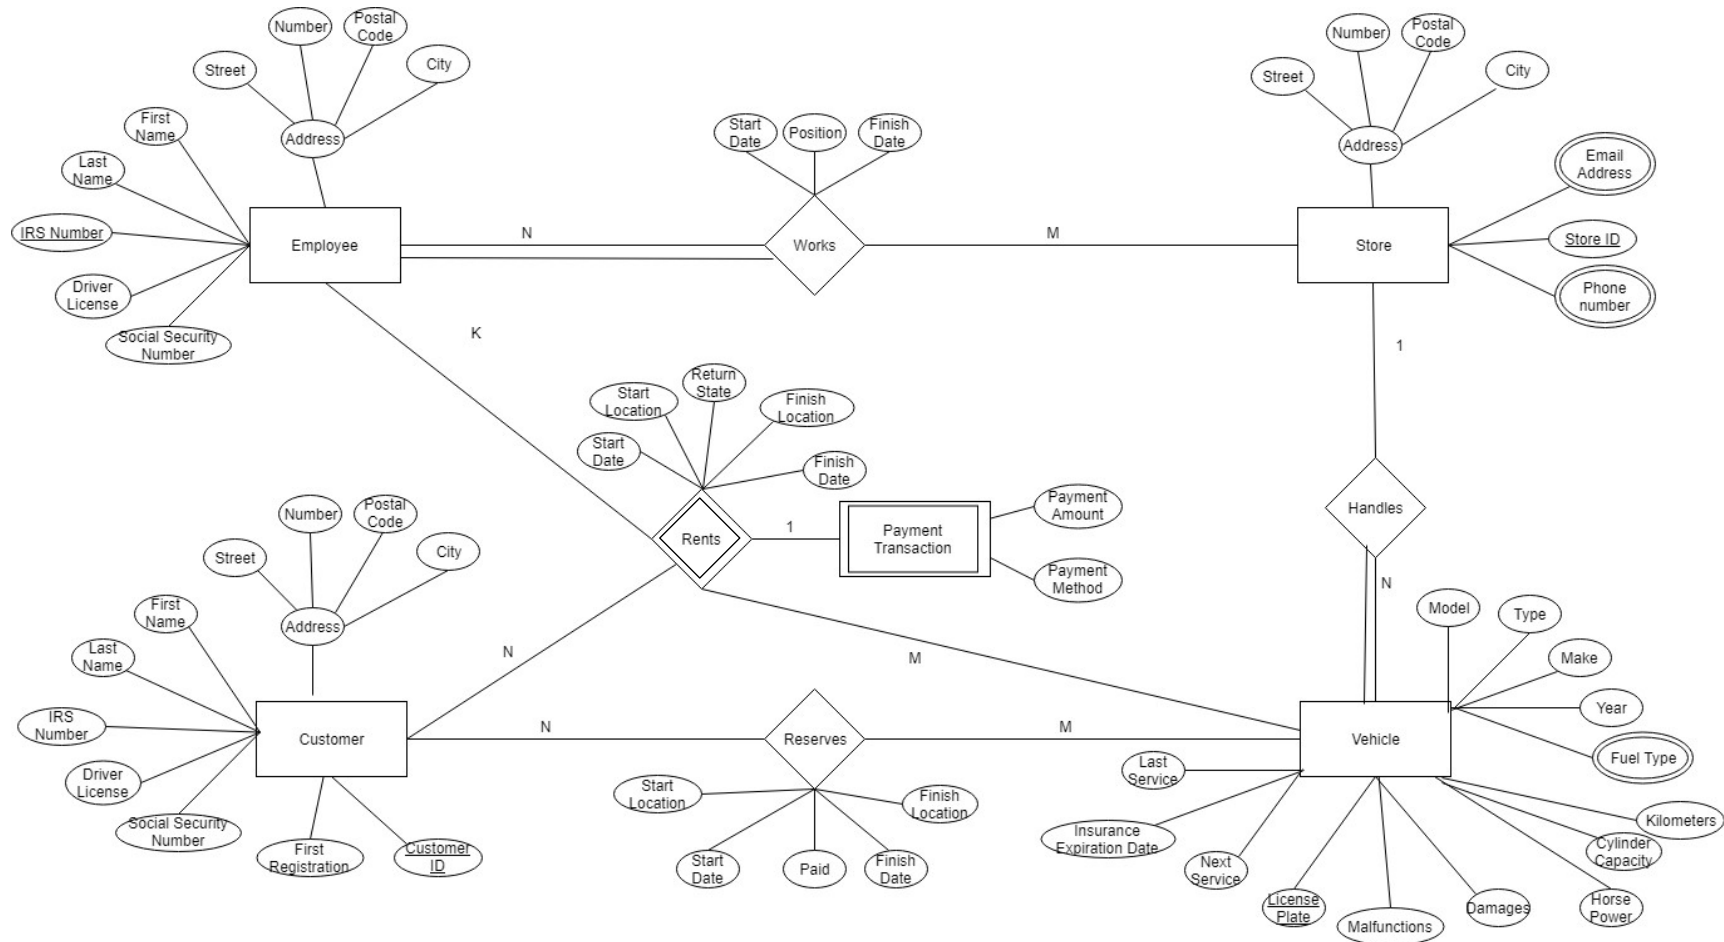 Number
Postal
Code
Street
City
Address
First
Name
Last
Name
IRS Number
Driver
License
Social Security
Number
Employee
Start
Date
Position
Finish
Date
N
Works
M
Number
Postal
Code
Street
City
Address
Email
Address
Store
Store ID
Phone
number
K
1
Start
Location
Return
State
Finish
Location
Start
Date
Finish
Date
Rents
1
Payment
Transaction
Payment
Amount
Payment
Method
Handles
N
Number
Postal
Code
Street
City
Address
First
Name
Last
Name
IRS
Number
Driver
License
Social Security
Number
First
Registration
Customer
ID
Customer
N
M
N
Reserves
M
Start
Location
Finish
Location
Start
Date
Paid
Finish
Date
Model
Type
Make
Year
Fuel Type
Vehicle
Last
Service
Insurance
Expiration Date
Next
Service
License
Plate
Malfunctions
Damages
Horse
Power
Cylinder
Capacity
Kilometers